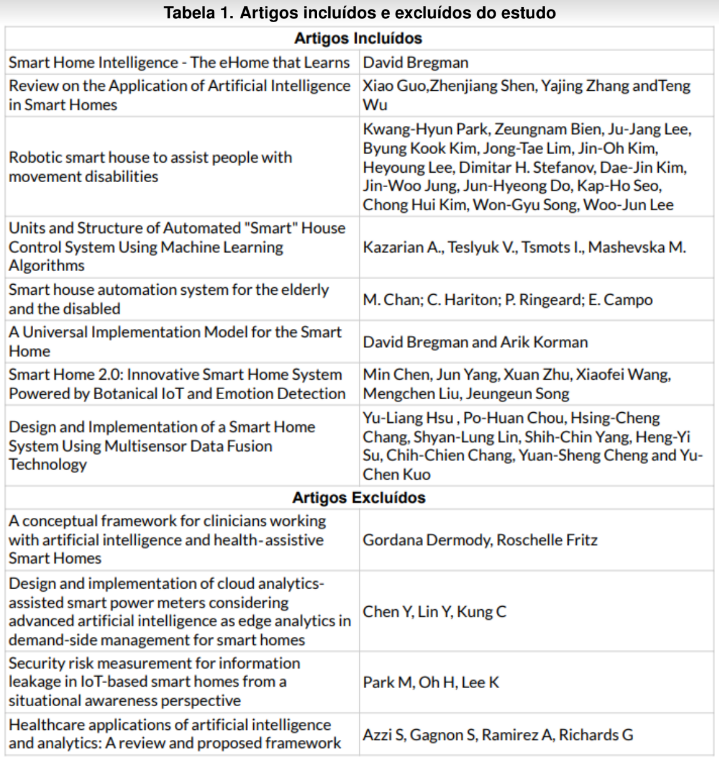 Tabela 1. Artigos incluídos e excluídos do estudo
Artigos Incluídos
Smart Home Intelligence - The eHome that Learns
David Bregman
Review on the Application of Artificial Intelligence
in Smart Homes
Xiao Guo,Zhenjiang Shen, Yajing Zhang andTeng
Wu
Robotic smart house to assist people with
movement disabilities
Kwang-Hyun Park, Zeungnam Bien, Ju-Jang Lee,
Byung Kook Kim, Jong-Tae Lim, Jin-Oh Kim,
Heyoung Lee, Dimitar H. Stefanov, Dae-Jin Kim,
Jin-Woo Jung, Jun-Hyeong Do, Kap-Ho Seo,
Chong Hui Kim, Won-Gyu Song, Woo-Jun Lee
Units and Structure of Automated "Smart" House
Control System Using Machine Learning
Algorithms
Kazarian A., Teslyuk V., Tsmots I., Mashevska M.
Smart house automation system for the elderly
and the disabled
M. Chan; C. Hariton; P. Ringeard; E. Campo
A Universal Implementation Model for the Smart
Home
David Bregman and Arik Korman
Smart Home 2.0: Innovative Smart Home System
Powered by Botanical IoT and Emotion Detection
Min Chen, Jun Yang, Xuan Zhu, Xiaofei Wang,
Mengchen Liu, Jeungeun Song
Design and Implementation of a Smart Home
System Using Multisensor Data Fusion
Technology
Yu-Liang Hsu , Po-Huan Chou, Hsing-Cheng
Chang, Shyan-Lung Lin, Shih-Chin Yang, Heng-Yi
Su, Chih-Chien Chang, Yuan-Sheng Cheng and Yu-
Chen Kuo
Artigos Excluídos
A conceptual framework for clinicians working
with artificial intelligence and health-assistive
Smart Homes
Gordana Dermody, Roschelle Fritz
Design and implementation of cloud analytics-
assisted smart power meters considering
advanced artificial intelligence as edge analytics in
demand-side management for smart homes
Chen Y, Lin Y, Kung C
Security risk measurement for information
leakage in IoT-based smart homes from a
situational awareness perspective
Park M, Oh H, Lee K
Healthcare applications of artificial intelligence
and analytics: A review and proposed framework
Azzi S, Gagnon S, Ramirez A, Richards G